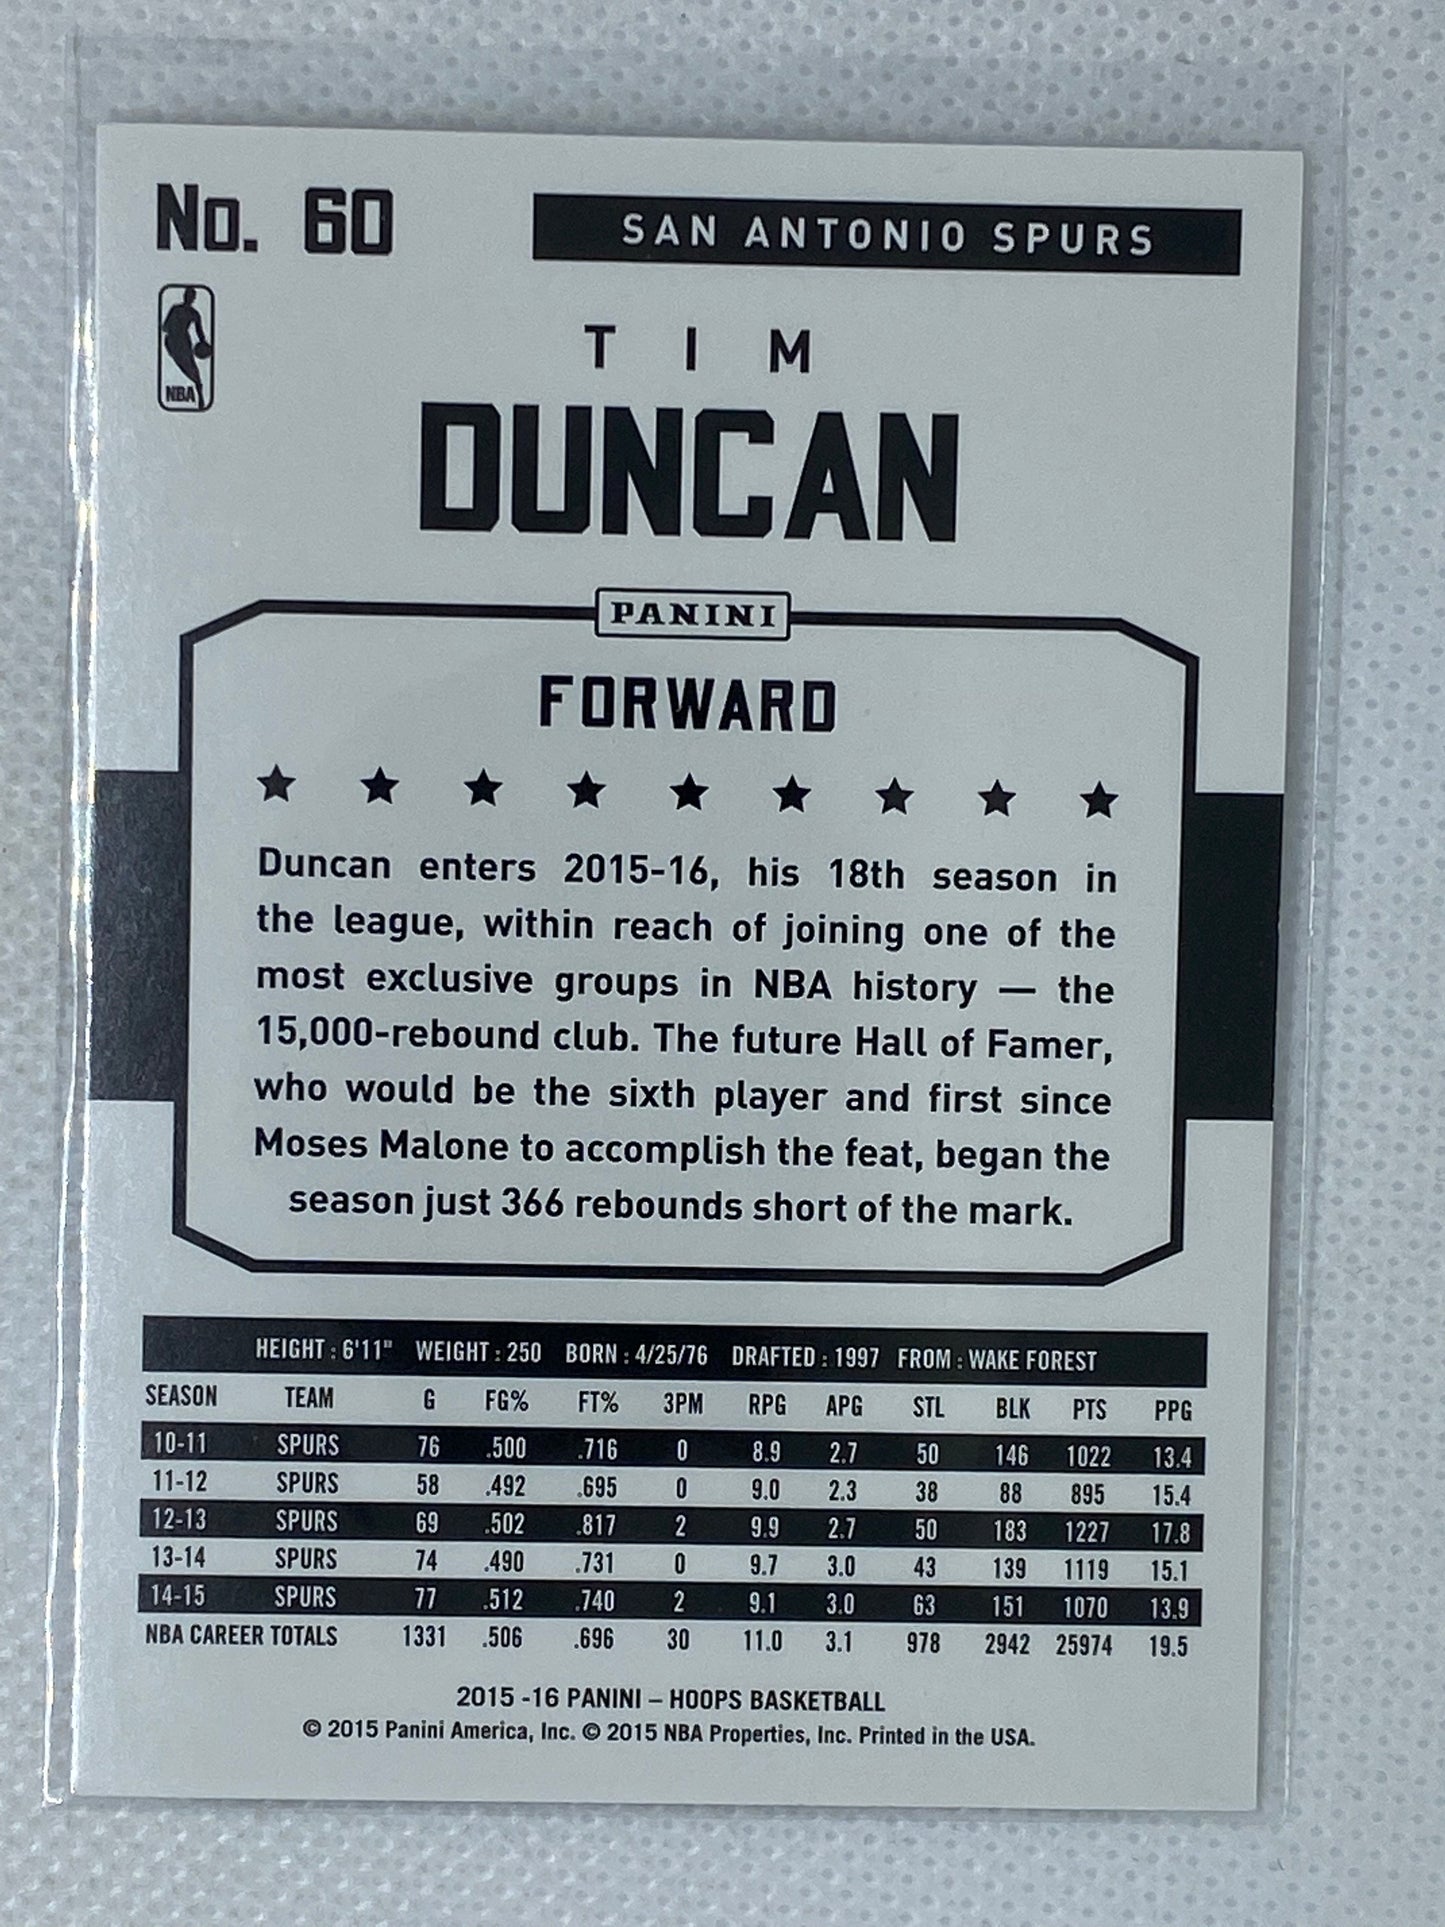 No. 60
SAN ANTONIO SPURS
NBA
TIM
DUNCAN
PANINI
FORWARD
Duncan enters 2015-16, his 18th season in
the league, within reach of joining one of the
most exclusive groups in NBA history — the
15,000-rebound club. The future Hall of Famer,
who would be the sixth player and first since
Moses Malone to accomplish the feat, began the
season just 366 rebounds short of the mark.
HEIGHT : 6'11" WEIGHT : 250 BORN : 4/25/76 DRAFTED : 1997 FROM : WAKE FOREST
SEASON TEAM G FG% FT% 3PM RPG APG STL BLK PTS PPG
10-11 SPURS 76 .500 .716 0 8.9 2.7 50 146 1022 13.4
11-12 SPURS 58 .492 .695 0 9.0 2.3 38 88 895 15.4
12-13 SPURS 69 .502 .817 2 9.9 2.7 50 183 1227 17.8
13-14 SPURS 74 .490 .731 0 9.7 3.0 43 139 1119 15.1
14-15 SPURS 77 .512 .740 2 9.1 3.0 63 151 1070 13.9
NBA CAREER TOTALS 1331 .506 .696 30 11.0 3.1 978 2942 25974 19.5
2015 -16 PANINI – HOOPS BASKETBALL
© 2015 Panini America, Inc. © 2015 NBA Properties, Inc. Printed in the USA.